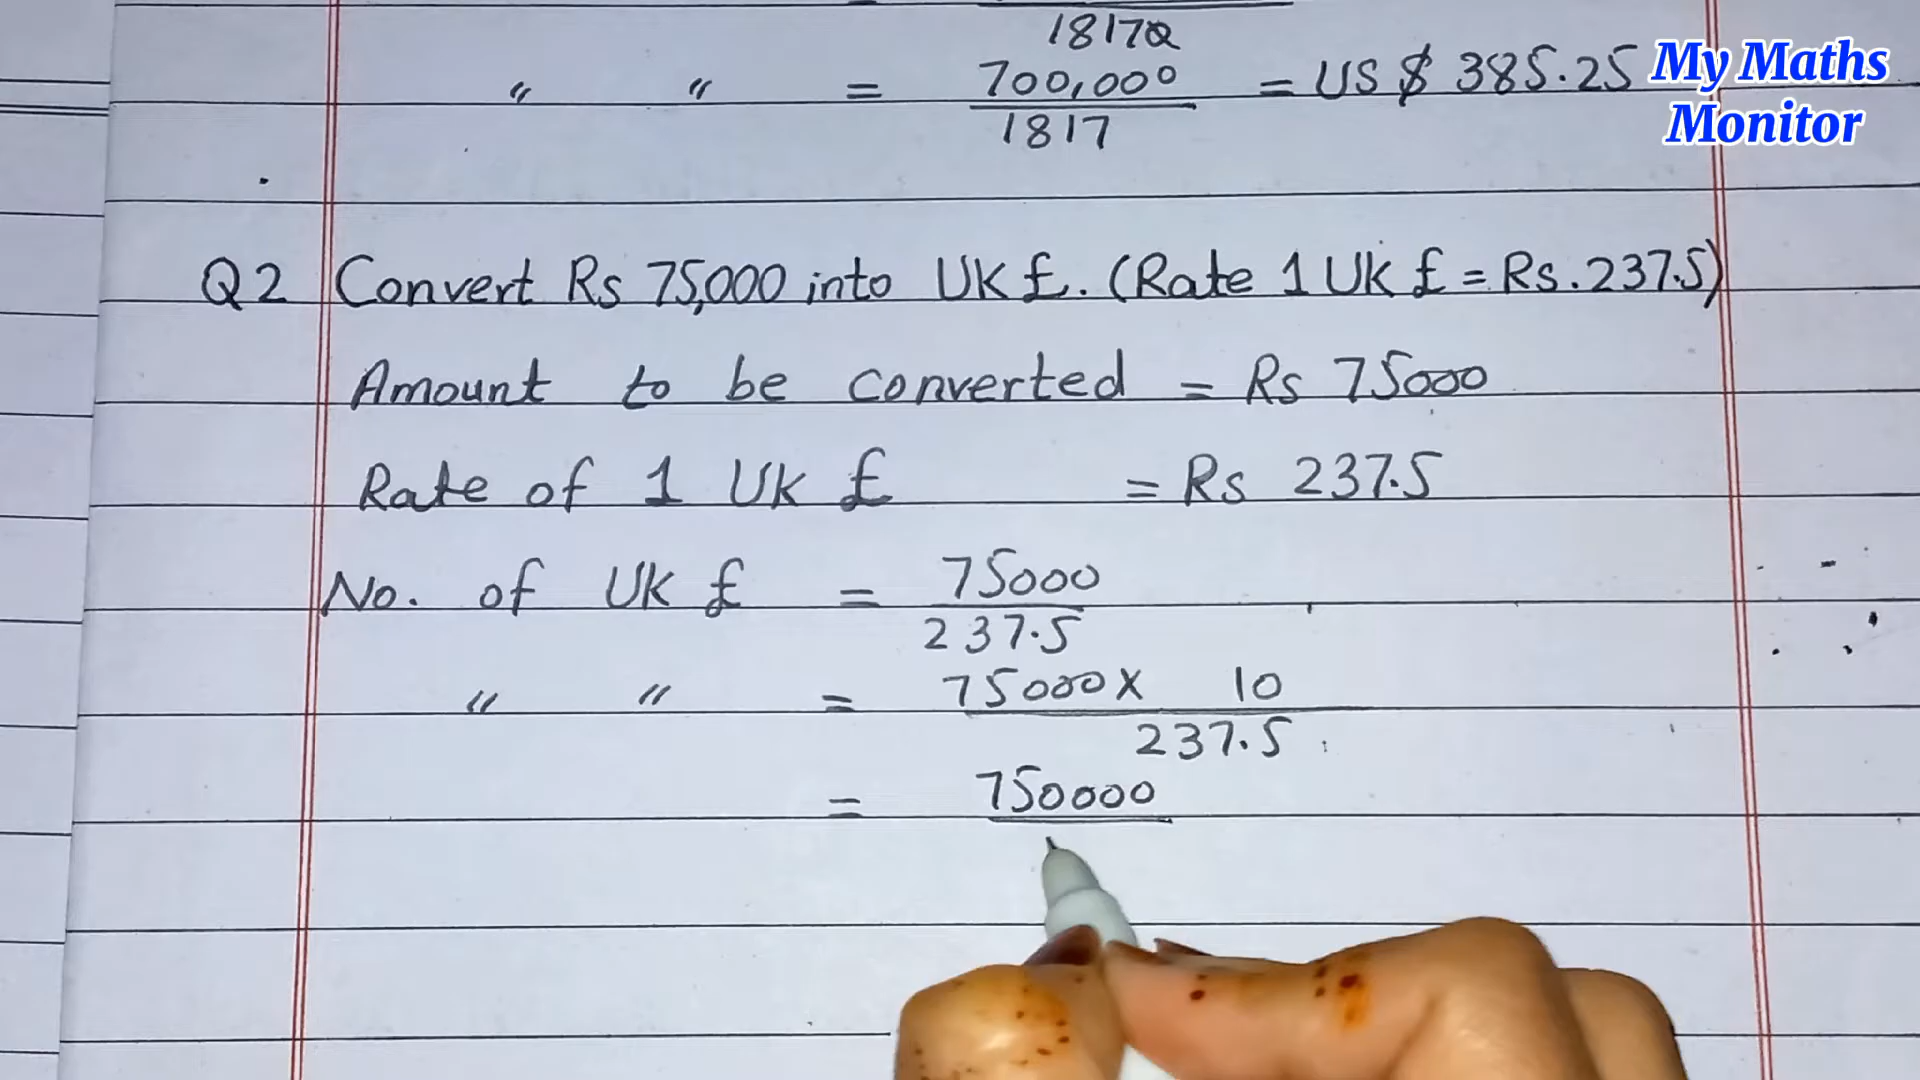 18170
" " = 700,000 = US $ 385.25
1817
My Maths
Monitor
Q2 Convert Rs 75,000 into UK £. (Rate 1 UK £ = Rs.237.5)
Amount to be converted = Rs 75000
Rate of 1 UK £ = Rs 237.5
No. of UK £ = 75000
237.5
" " = 75000 x 10
237.5
= 750000